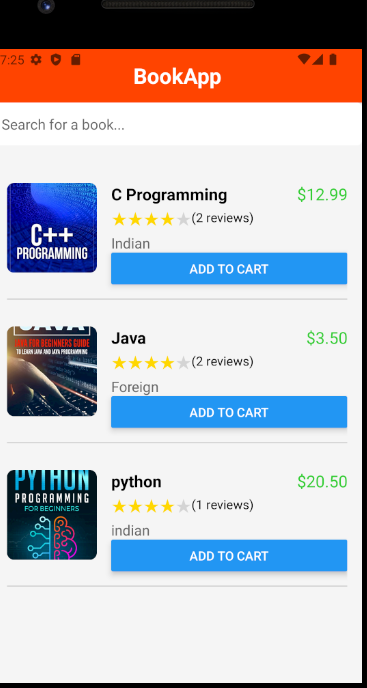 7:25
BookApp
Search for a book...
C++
PROGRAMMING
C Programming
$12.99
(2 reviews)
Indian
ADD TO CART
JAVA
TO LEARN JAVA AND JAVA PROGRAMMING
Java
$3.50
(2 reviews)
Foreign
ADD TO CART
PYTHON
PROGRAMMING
FOR BEGINNERS
python
$20.50
(1 reviews)
indian
ADD TO CART